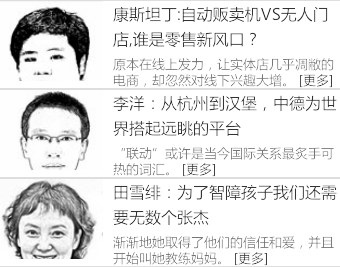 康斯坦丁:自动贩卖机VS无人门
店,谁是零售新风口？
原本在线上发力，让实体店几乎凋敝的
电商，却忽然对线下兴趣大增。 [更多]
李洋：从杭州到汉堡，中德为世
界搭起远眺的平台
“联动”或许是当今国际关系最炙手可
热的词汇。 [更多]
田雪绯：为了智障孩子我们还需
要无数个张杰
渐渐地她取得了他们的信任和爱，并且
开始叫她教练妈妈。 [更多]